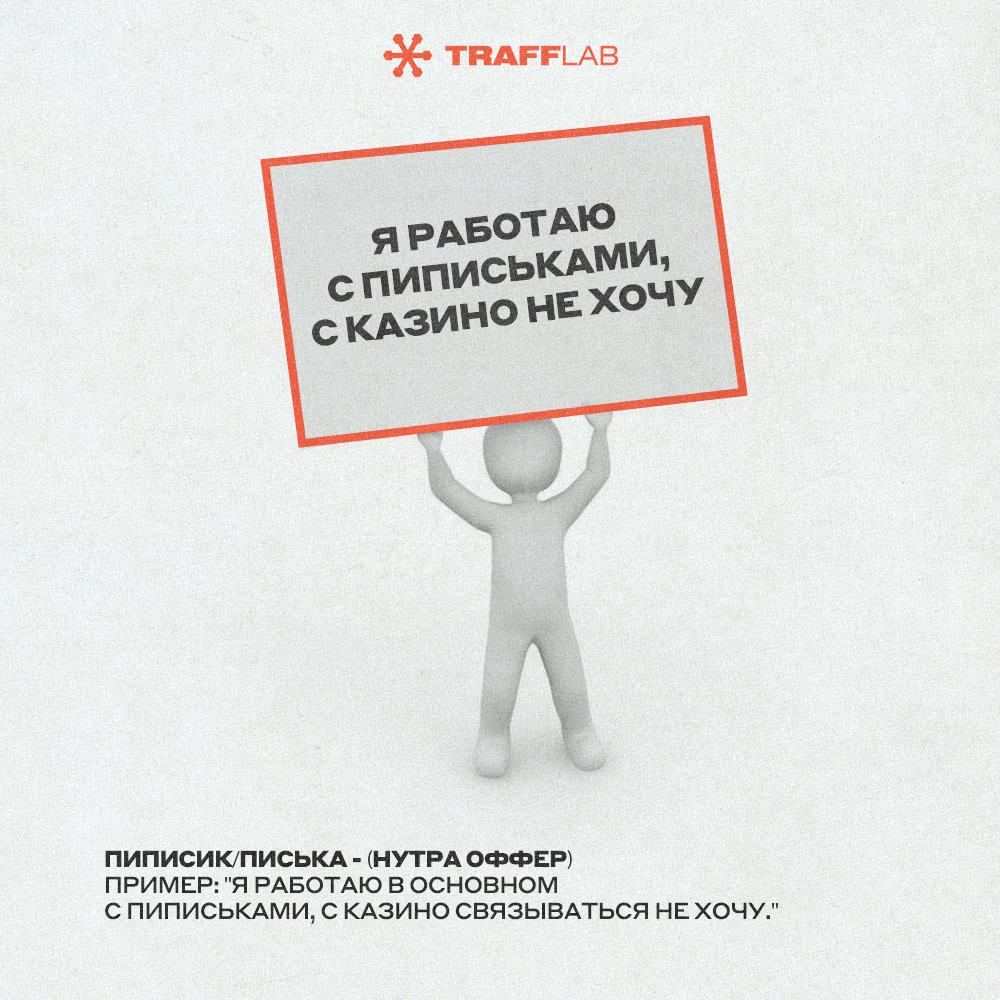 TRAFFLAB
Я РАБОТАЮ
С ПИПИСЬКАМИ,
С КАЗИНО НЕ ХОЧУ
ПИПИСИК/ПИСЬКА - (НУТРА ОФФЕР)
ПРИМЕР: "Я РАБОТАЮ В ОСНОВНОМ
С ПИПИСЬКАМИ, С КАЗИНО СВЯЗЫВАТЬСЯ НЕ ХОЧУ."